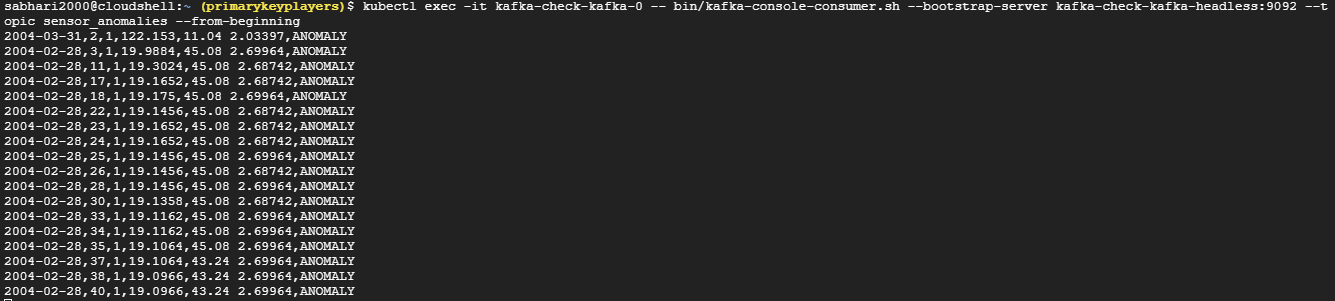 sabhari2000@cloudshell:~ (primarykeyplayers)$ kubectl exec -it kafka-check-kafka-0 -- bin/kafka-console-consumer.sh --bootstrap-server kafka-check-kafka-headless:9092 --t
opic sensor_anomalies --from-beginning
2004-03-31,2,1,122.153,11.04 2.03397,ANOMALY
2004-02-28,3,1,19.9884,45.08 2.69964,ANOMALY
2004-02-28,11,1,19.3024,45.08 2.68742,ANOMALY
2004-02-28,17,1,19.1652,45.08 2.68742,ANOMALY
2004-02-28,18,1,19.175,45.08 2.69964,ANOMALY
2004-02-28,22,1,19.1456,45.08 2.68742,ANOMALY
2004-02-28,23,1,19.1652,45.08 2.68742,ANOMALY
2004-02-28,24,1,19.1652,45.08 2.68742,ANOMALY
2004-02-28,25,1,19.1456,45.08 2.69964,ANOMALY
2004-02-28,26,1,19.1456,45.08 2.68742,ANOMALY
2004-02-28,28,1,19.1456,45.08 2.69964,ANOMALY
2004-02-28,30,1,19.1358,45.08 2.68742,ANOMALY
2004-02-28,33,1,19.1162,45.08 2.69964,ANOMALY
2004-02-28,34,1,19.1162,45.08 2.69964,ANOMALY
2004-02-28,35,1,19.1064,45.08 2.69964,ANOMALY
2004-02-28,37,1,19.1064,43.24 2.69964,ANOMALY
2004-02-28,38,1,19.0966,43.24 2.69964,ANOMALY
2004-02-28,40,1,19.0966,43.24 2.69964,ANOMALY